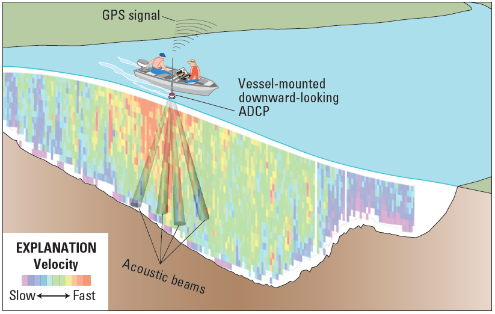 GPS signal
Vessel-mounted
downward-looking
ADCP
Acoustic beams
EXPLANATION
Velocity
Slow
Fast